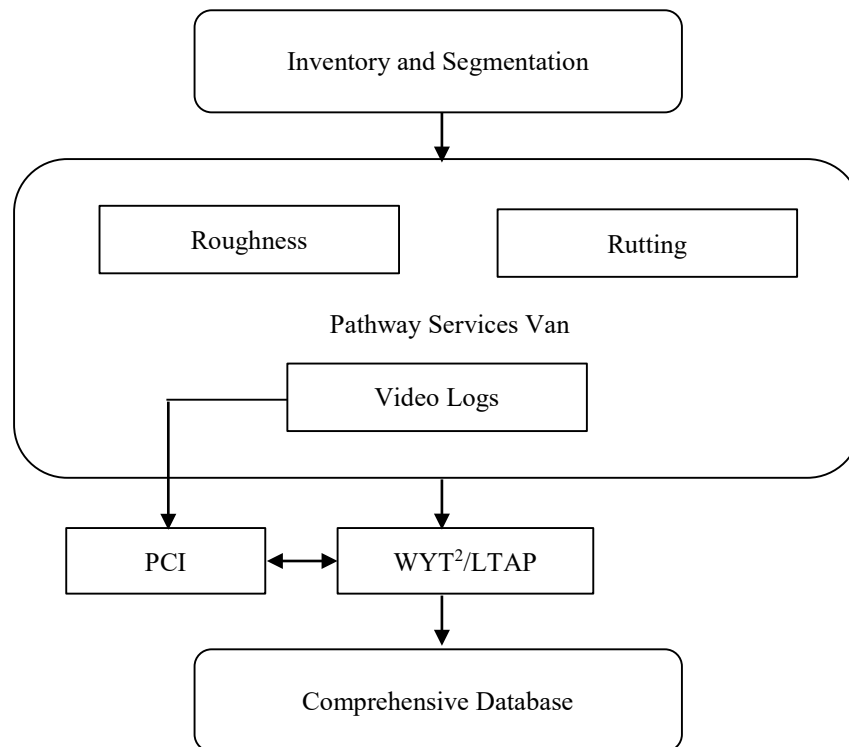 Inventory and Segmentation
Roughness
Rutting
Pathway Services Van
Video Logs
PCI
WYT²/LTAP
Comprehensive Database